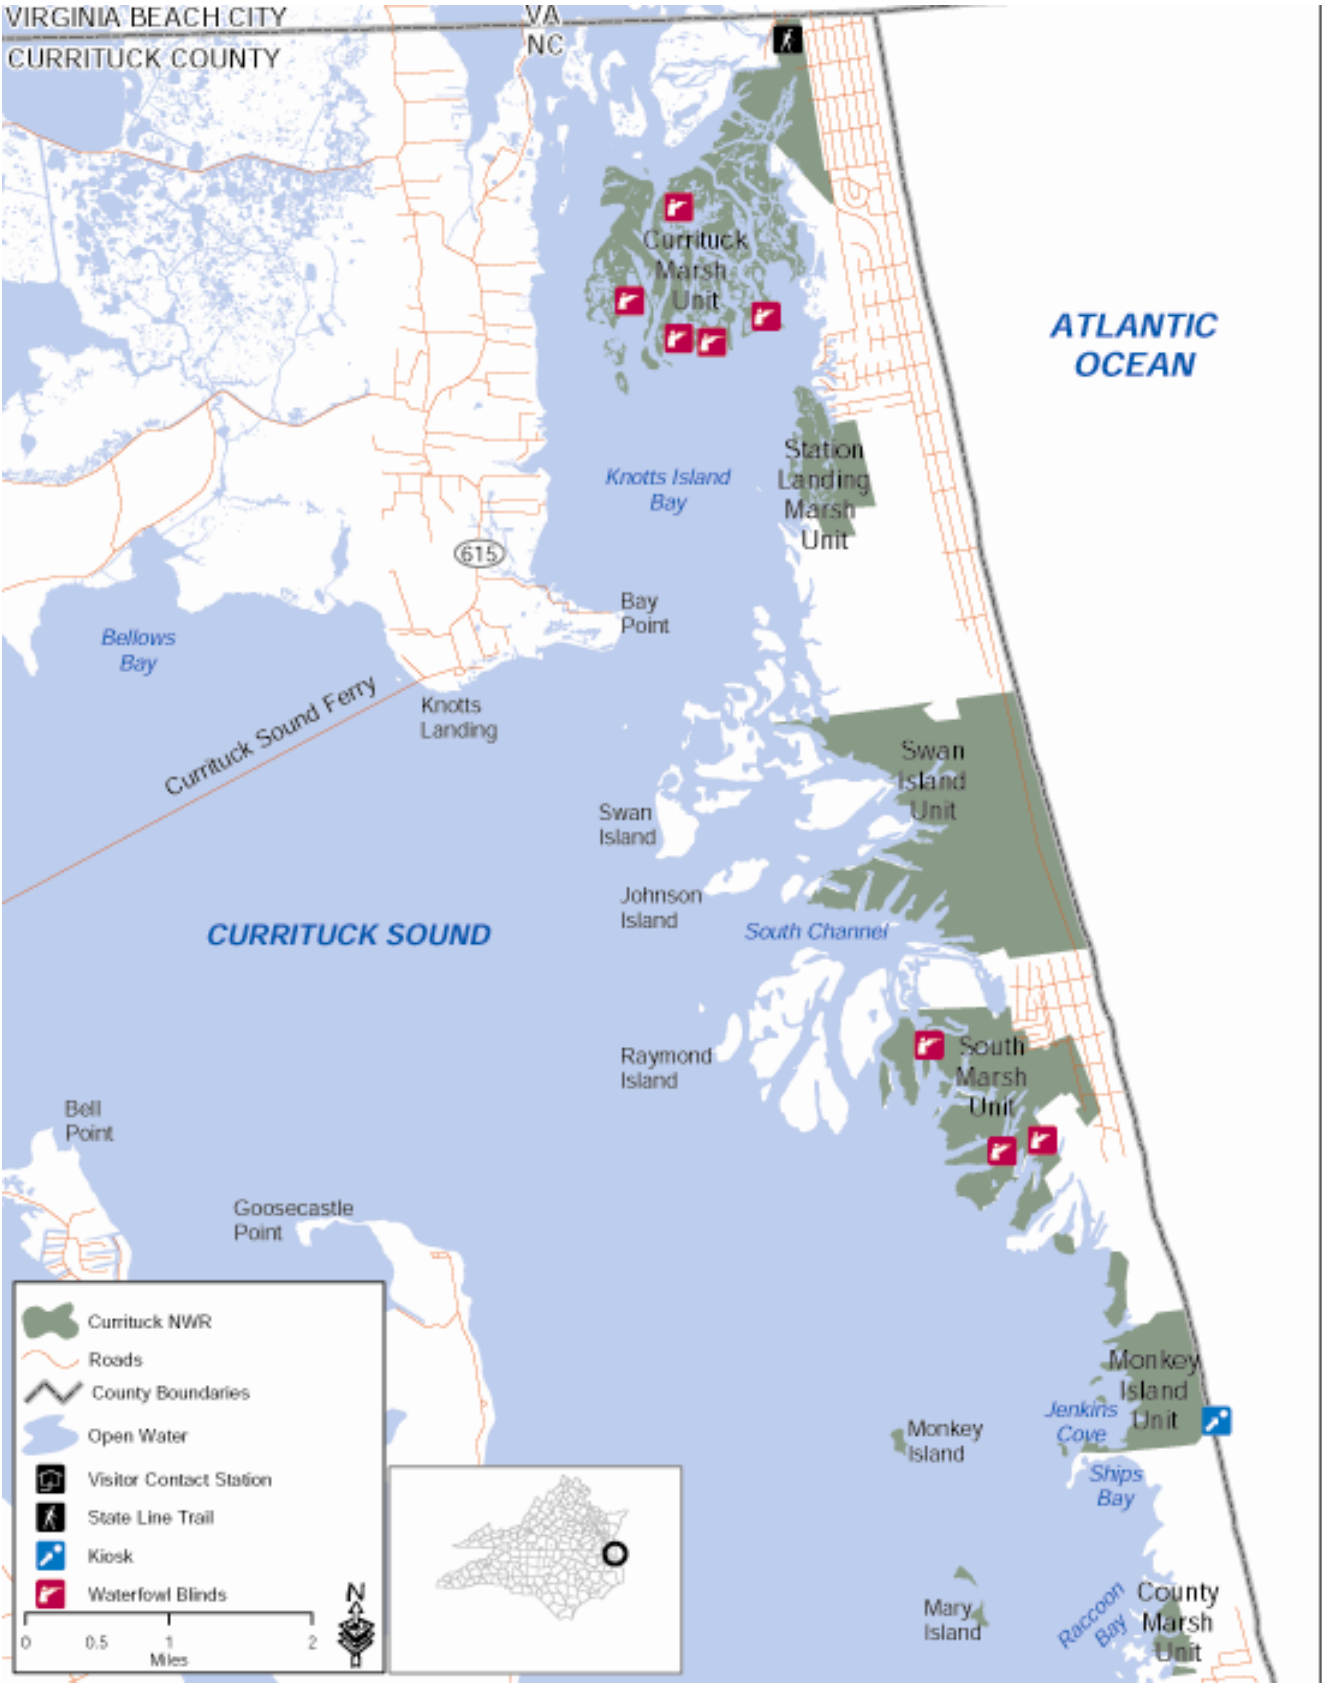 VIRGINIA BEACH CITY
CURRITUCK COUNTY
VA
NC
Currituck
Marsh
Unit
ATLANTIC
OCEAN
Station
Landing
Marsh
Unit
Knotts Island
Bay
615
Bay
Point
Bellows
Bay
Currituck Sound Ferry
Knotts
Landing
Swan
Island
Unit
Swan
Island
Johnson
Island
CURRITUCK SOUND
South Channel
Raymond
Island
South
Marsh
Unit
Bell
Point
Goosecastle
Point
Monkey
Island
Unit
Jenkins
Cove
Monkey
Island
Ships
Bay
Mary
Island
Raccoon
Bay
County
Marsh
Unit
Currituck NWR
Roads
County Boundaries
Open Water
Visitor Contact Station
State Line Trail
Kiosk
Waterfowl Blinds
N
0 0.5 1 2
Miles